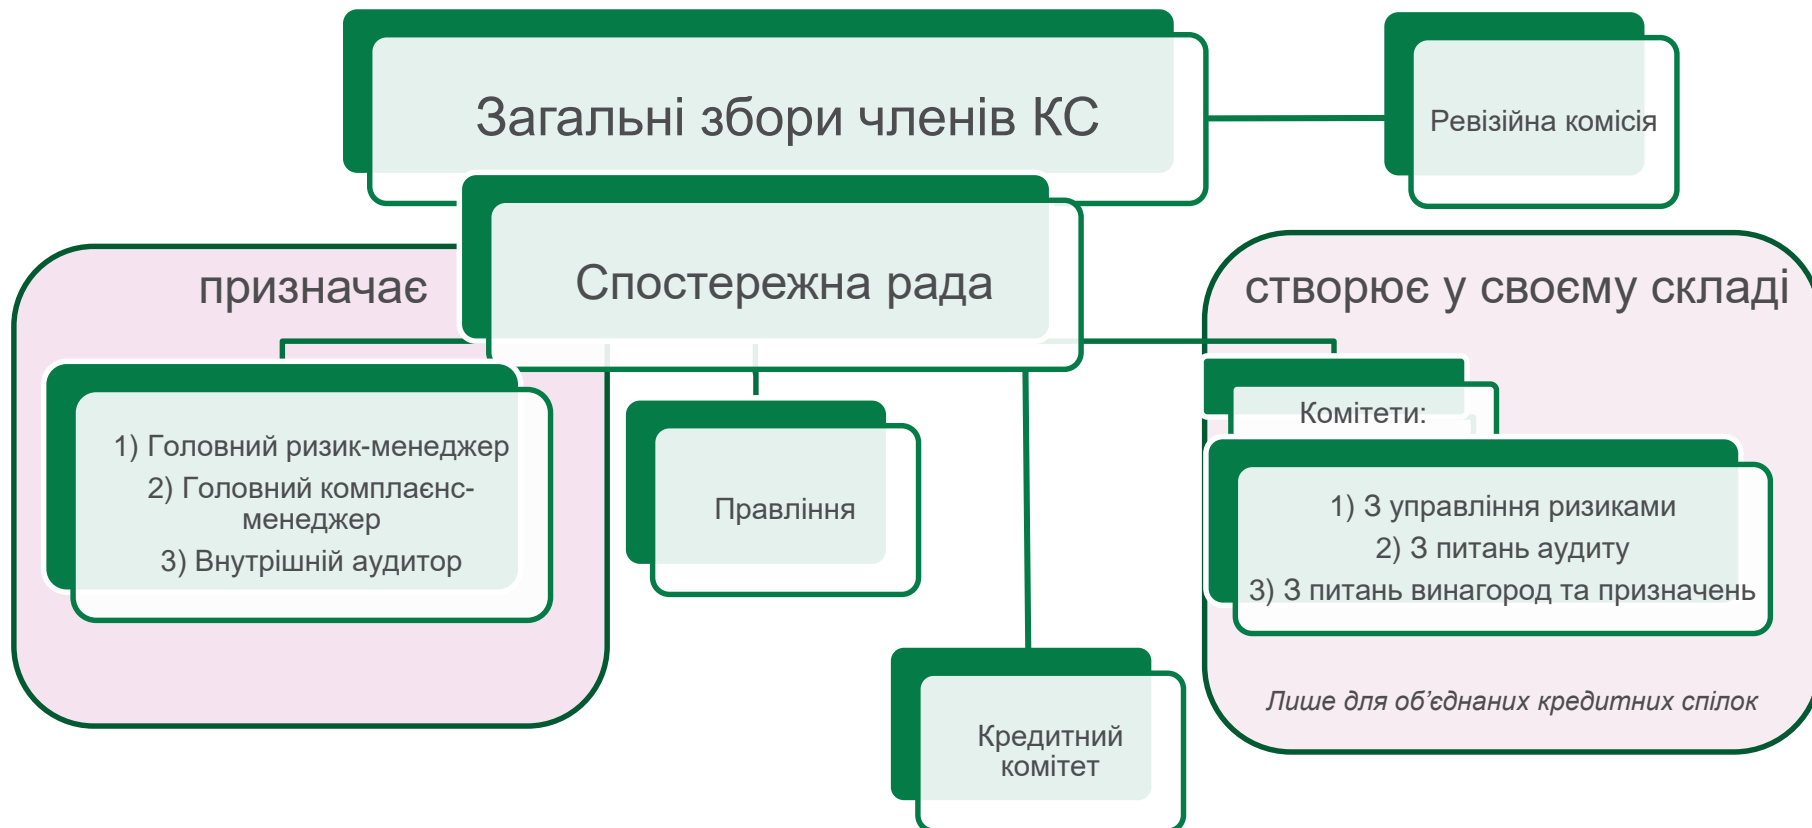 Загальні збори членів КС
Ревізійна комісія
призначає
Спостережна рада
створює у своєму складі
1) Головний ризик-менеджер
2) Головний комплаєнс-
менеджер
3) Внутрішній аудитор
Правління
Кредитний
комітет
Комітети:
1) З управління ризиками
2) З питань аудиту
3) З питань винагород та призначень
Лише для об’єднаних кредитних спілок